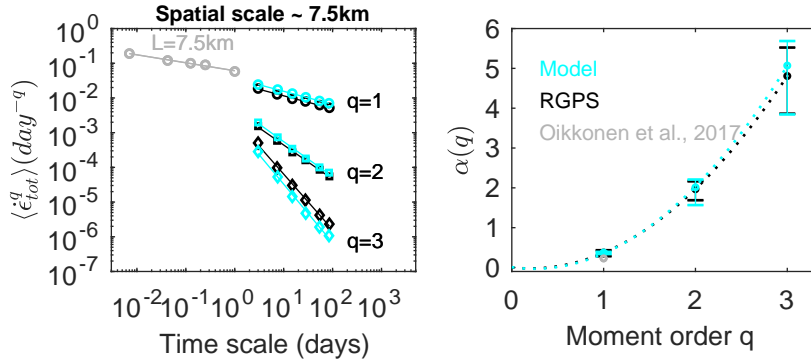 Spatial scale ~ 7.5km
10^0
10^-1
10^-2
10^-3
10^-4
10^-5
10^-6
10^-7
⟨ε̇^q_tot⟩(day^−q)
L=7.5km
q=1
q=2
q=3
10^-2
10^-1
10^0
10^1
10^2
10^3
Time scale (days)
6
5
4
3
2
1
0
α(q)
Model
RGPS
Oikkonen et al., 2017
0
1
2
3
Moment order q